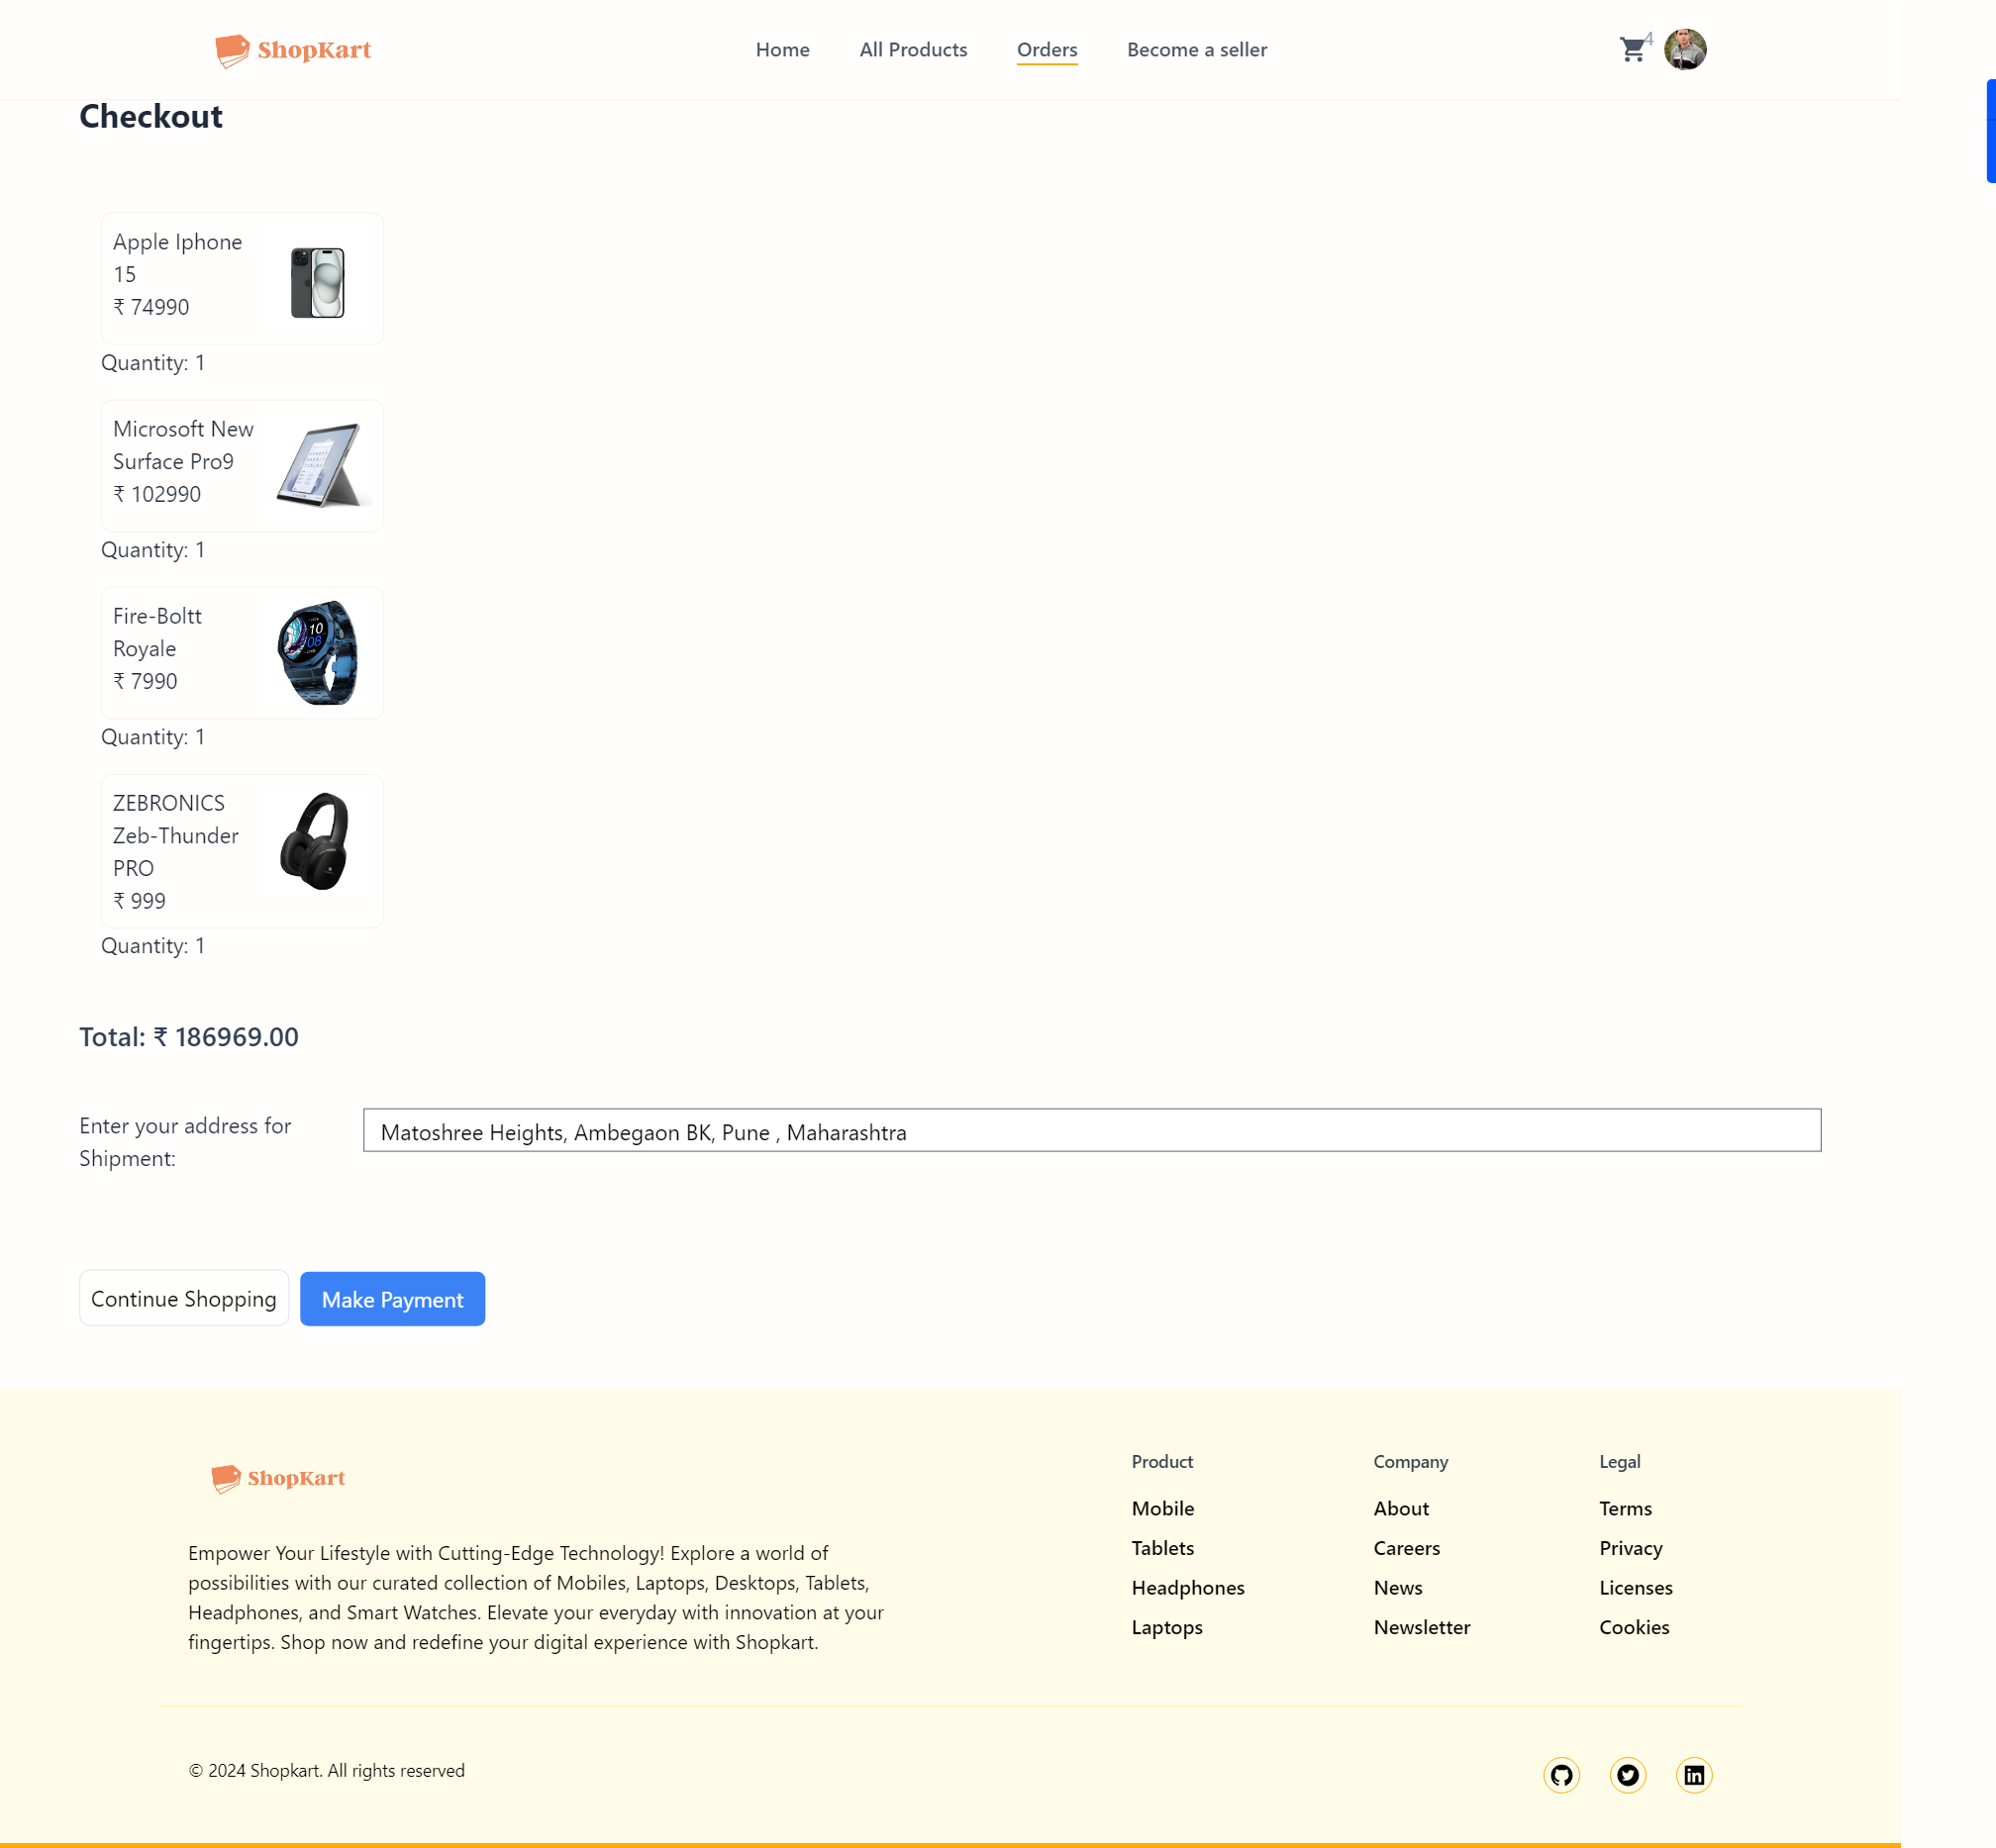 ShopKart
Home
All Products
Orders
Become a seller
4
Checkout
Apple Iphone
15
₹ 74990
Quantity: 1
Microsoft New
Surface Pro9
₹ 102990
Quantity: 1
Fire-Boltt
Royale
₹ 7990
10
08
Quantity: 1
ZEBRONICS
Zeb-Thunder
PRO
₹ 999
Quantity: 1
Total: ₹ 186969.00
Enter your address for
Shipment:
Matoshree Heights, Ambegaon BK, Pune , Maharashtra
Continue Shopping
Make Payment
ShopKart
Empower Your Lifestyle with Cutting-Edge Technology! Explore a world of
possibilities with our curated collection of Mobiles, Laptops, Desktops, Tablets,
Headphones, and Smart Watches. Elevate your everyday with innovation at your
fingertips. Shop now and redefine your digital experience with Shopkart.
Product
Mobile
Tablets
Headphones
Laptops
Company
About
Careers
News
Newsletter
Legal
Terms
Privacy
Licenses
Cookies
© 2024 Shopkart. All rights reserved
in